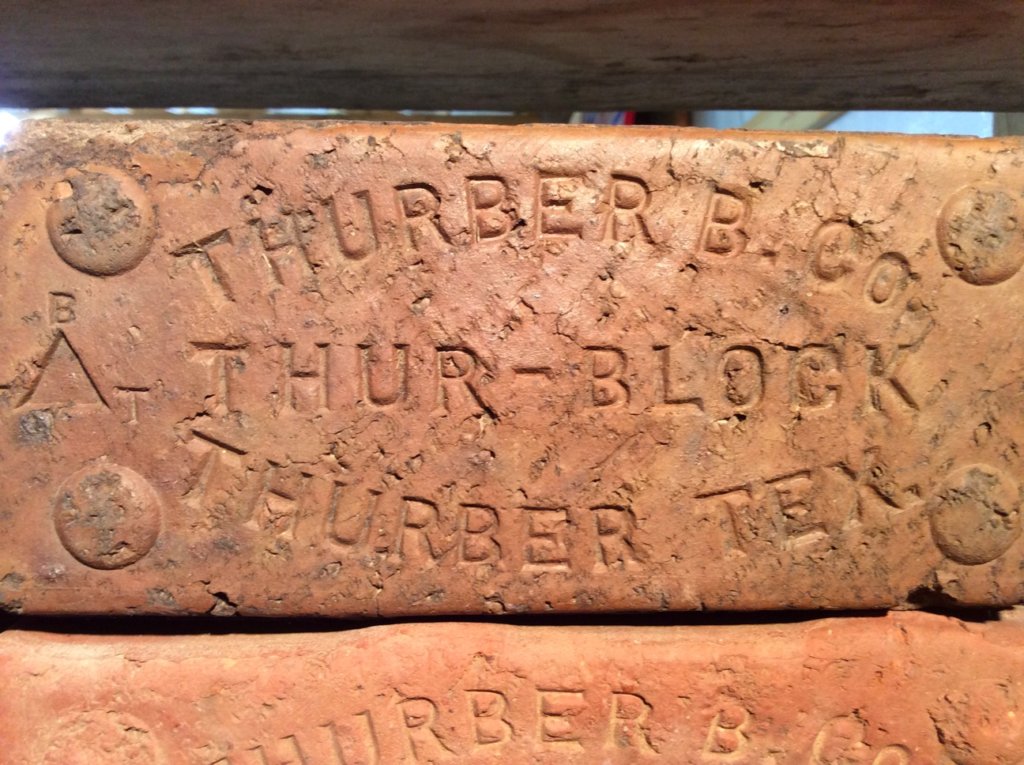 THURBER B. CO.
B
T
THUR-BLOCK
THURBER TEX.
THURBER B. CO